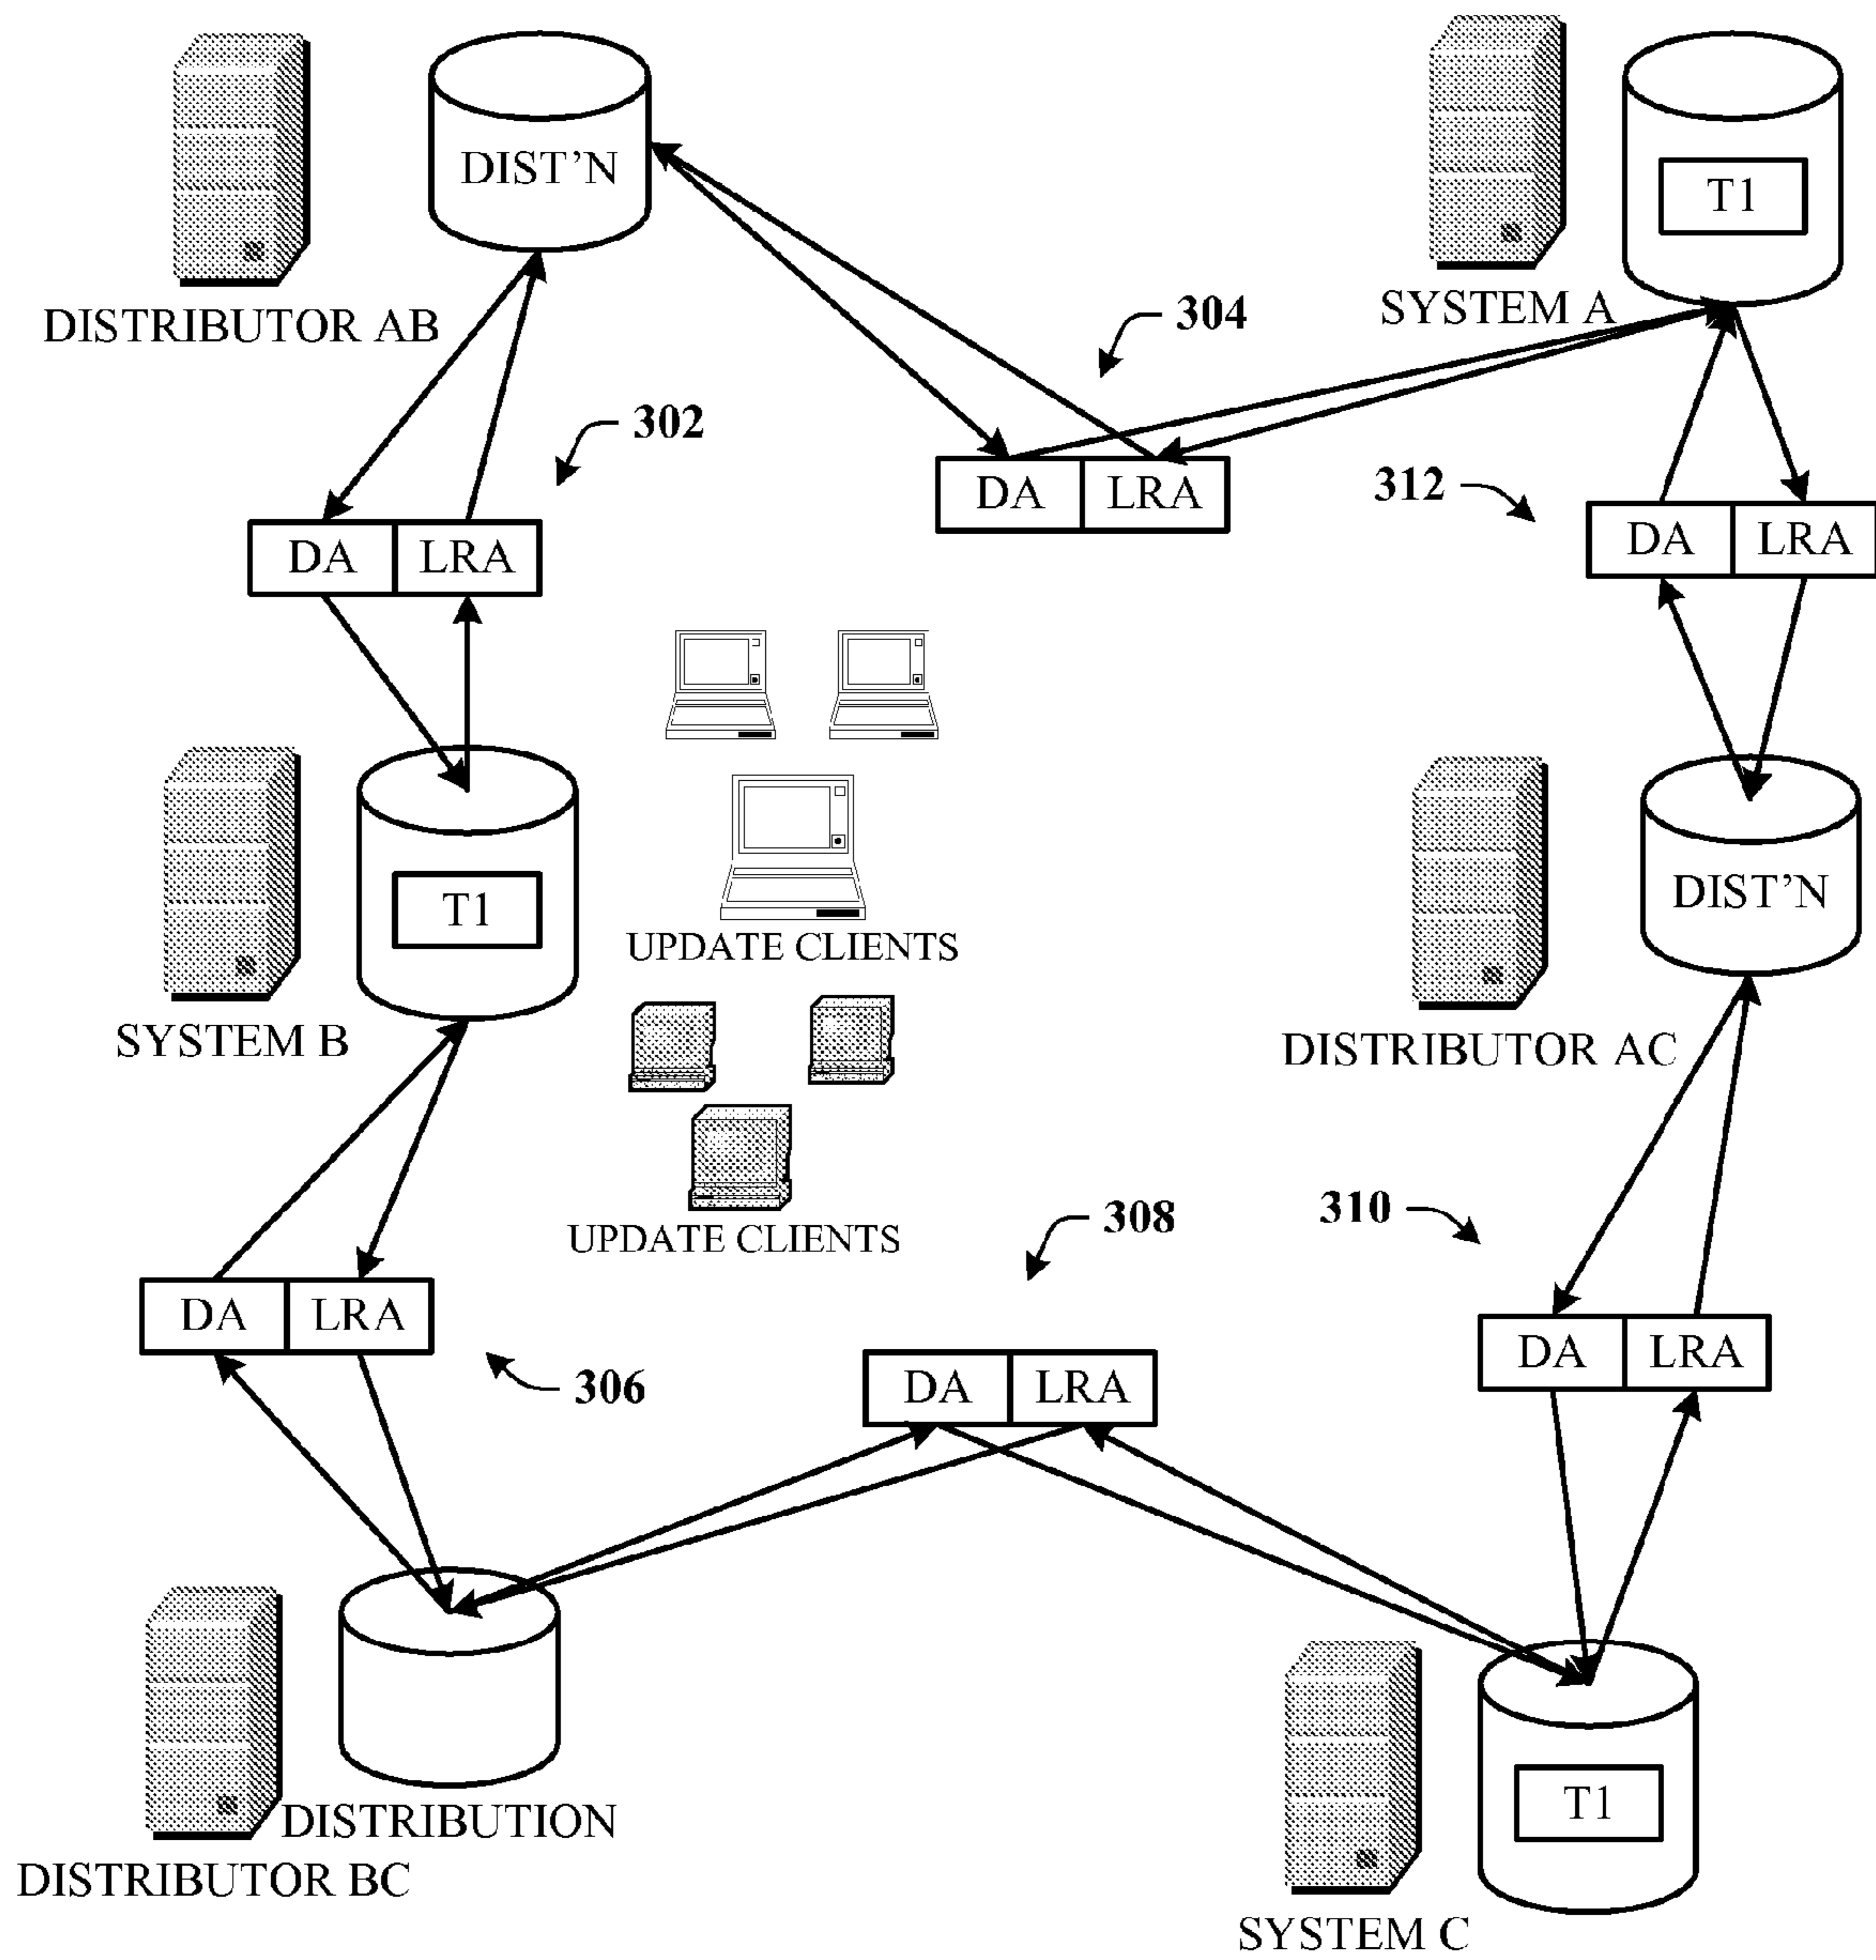 DIST’N
T1
DISTRIBUTOR AB
SYSTEM A
304
302
DA LRA
312
DA LRA
DA LRA
T1
DIST’N
UPDATE CLIENTS
SYSTEM B
DISTRIBUTOR AC
UPDATE CLIENTS
308
310
DA LRA
DA LRA
306
DA LRA
DISTRIBUTION
T1
DISTRIBUTOR BC
SYSTEM C